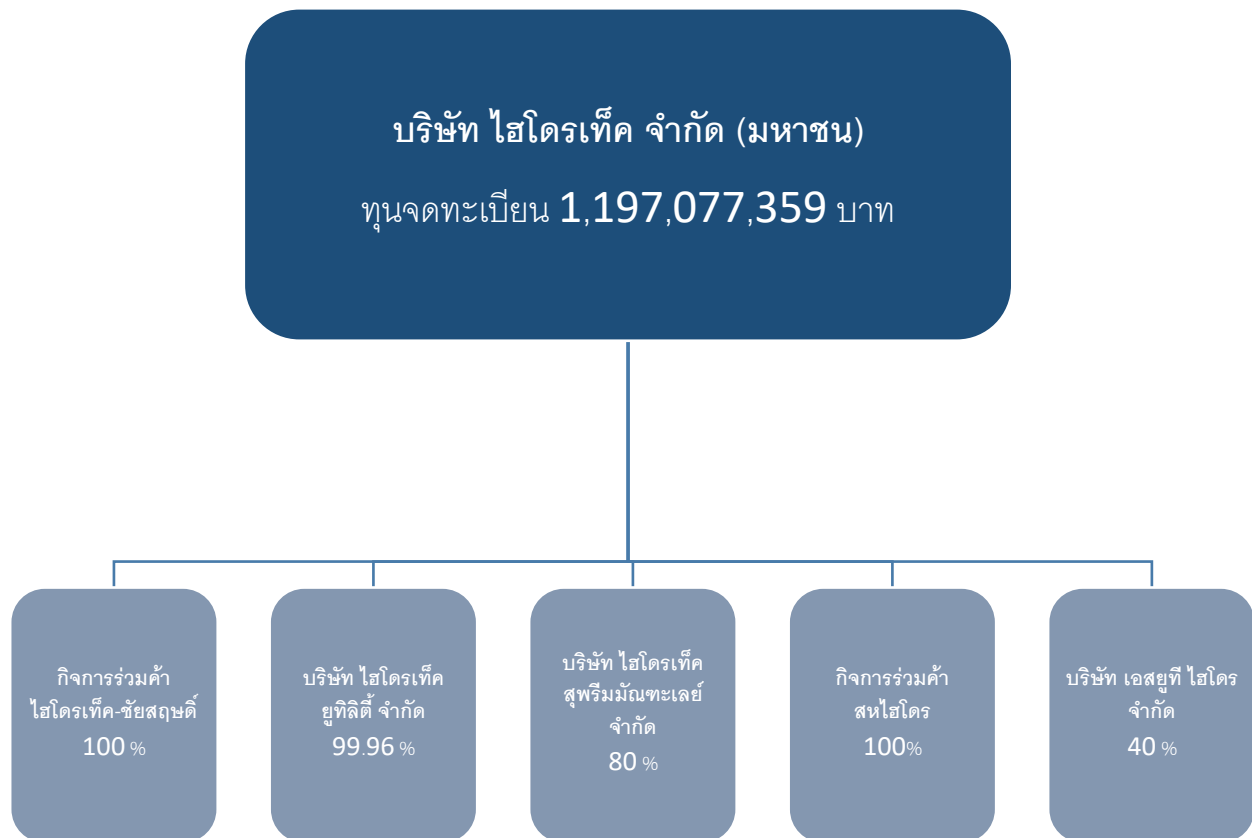 บริษัท ไฮโดรเท็ค จำกัด (มหาชน)
ทุนจดทะเบียน 1,197,077,359 บาท
กิจการร่วมค้า
ไฮโดรเท็ค-ชัยสฤษดิ์
100 %
บริษัท ไฮโดรเท็ค
ยูทิลิตี้ จำกัด
99.96 %
บริษัท ไฮโดรเท็ค
สุพรีมมัณฑะเลย์
จำกัด
80 %
กิจการร่วมค้า
สหไฮโดร
100%
บริษัท เอสยูที ไฮโดร
จำกัด
40 %